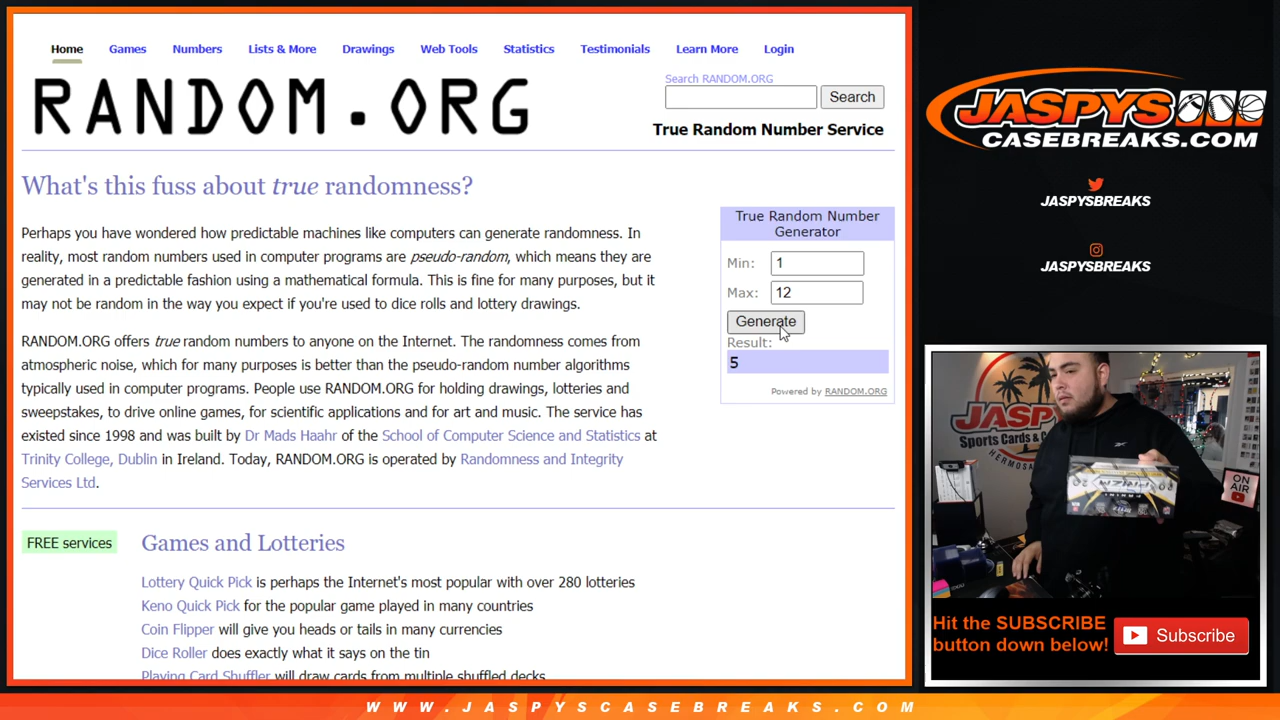 Home Games Numbers Lists & More Drawings Web Tools Statistics Testimonials Learn More Login
RANDOM.ORG
Search RANDOM.ORG
Search
True Random Number Service
What's this fuss about true randomness?
Perhaps you have wondered how predictable machines like computers can generate randomness. In
reality, most random numbers used in computer programs are pseudo-random, which means they are
generated in a predictable fashion using a mathematical formula. This is fine for many purposes, but it
may not be random in the way you expect if you're used to dice rolls and lottery drawings.
RANDOM.ORG offers true random numbers to anyone on the Internet. The randomness comes from
atmospheric noise, which for many purposes is better than the pseudo-random number algorithms
typically used in computer programs. People use RANDOM.ORG for holding drawings, lotteries and
sweepstakes, to drive online games, for scientific applications and for art and music. The service has
existed since 1998 and was built by Dr Mads Haahr of the School of Computer Science and Statistics at
Trinity College, Dublin in Ireland. Today, RANDOM.ORG is operated by Randomness and Integrity
Services Ltd.
True Random Number
Generator
Min: 1
Max: 12
Generate
Result:
5
Powered by RANDOM.ORG
FREE services
Games and Lotteries
Lottery Quick Pick is perhaps the Internet's most popular with over 280 lotteries
Keno Quick Pick for the popular game played in many countries
Coin Flipper will give you heads or tails in many currencies
Dice Roller does exactly what it says on the tin
Playing Card Shuffler will draw cards from multiple shuffled decks
JASPYS
CASEBREAKS.COM
JASPYSBREAKS
JASPYSBREAKS
JASPY
Sports Cards & C
HERMOSA
PRIZM
ON
AIR
Hit the SUBSCRIBE
button down below!
Subscribe
WWW.JASPYSCASEBREAKS.COM